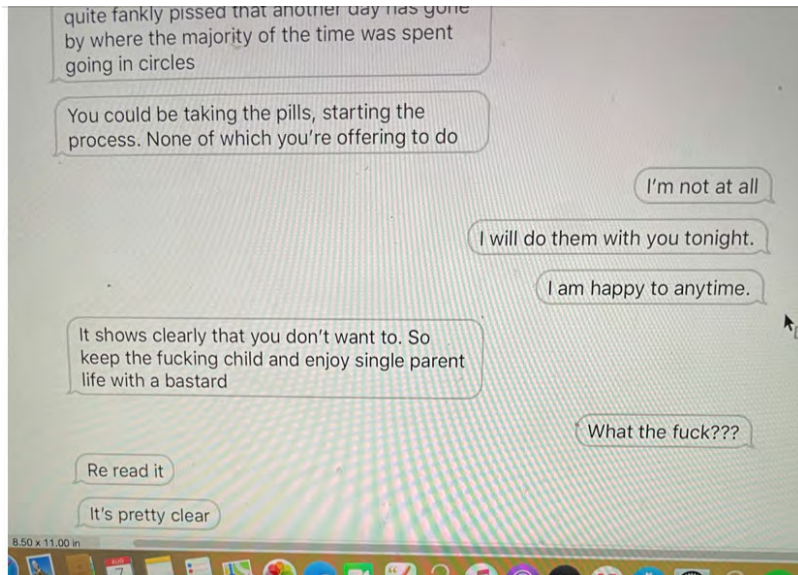 quite fankly pissed that another day has gone
by where the majority of the time was spent
going in circles
You could be taking the pills, starting the
process. None of which you're offering to do
I'm not at all
I will do them with you tonight.
I am happy to anytime.
It shows clearly that you don't want to. So
keep the fucking child and enjoy single parent
life with a bastard
What the fuck???
Re read it
It's pretty clear
8.50 x 11.00 in
7